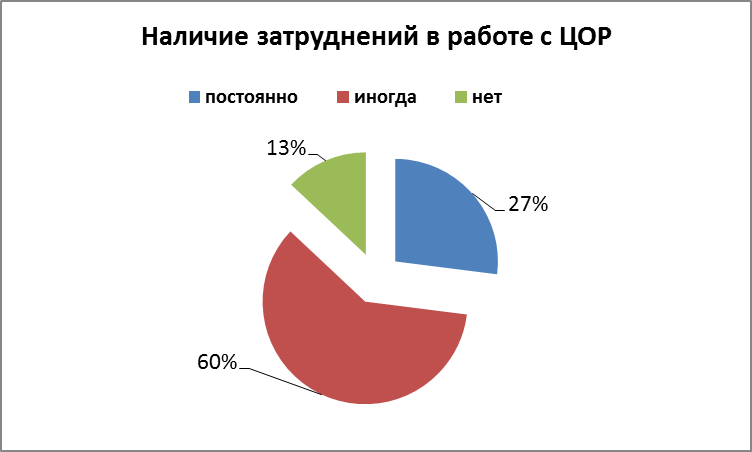 Наличие затруднений в работе с ЦОР
постоянно иногда нет
13%
27%
60%